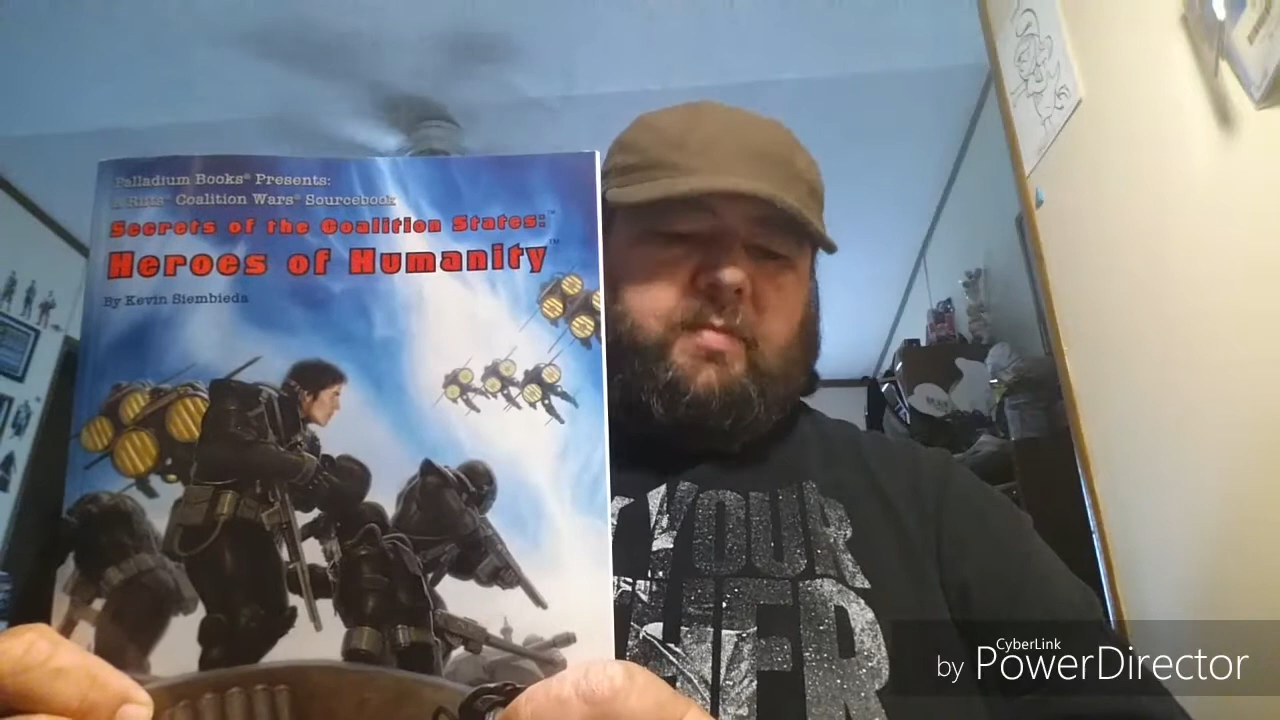 Palladium Books® Presents:
A Rifts® Coalition Wars® Sourcebook
Secrets of the Coalition States:™
Heroes of Humanity™
By Kevin Siembieda
YOUR
CyberLink
by PowerDirector